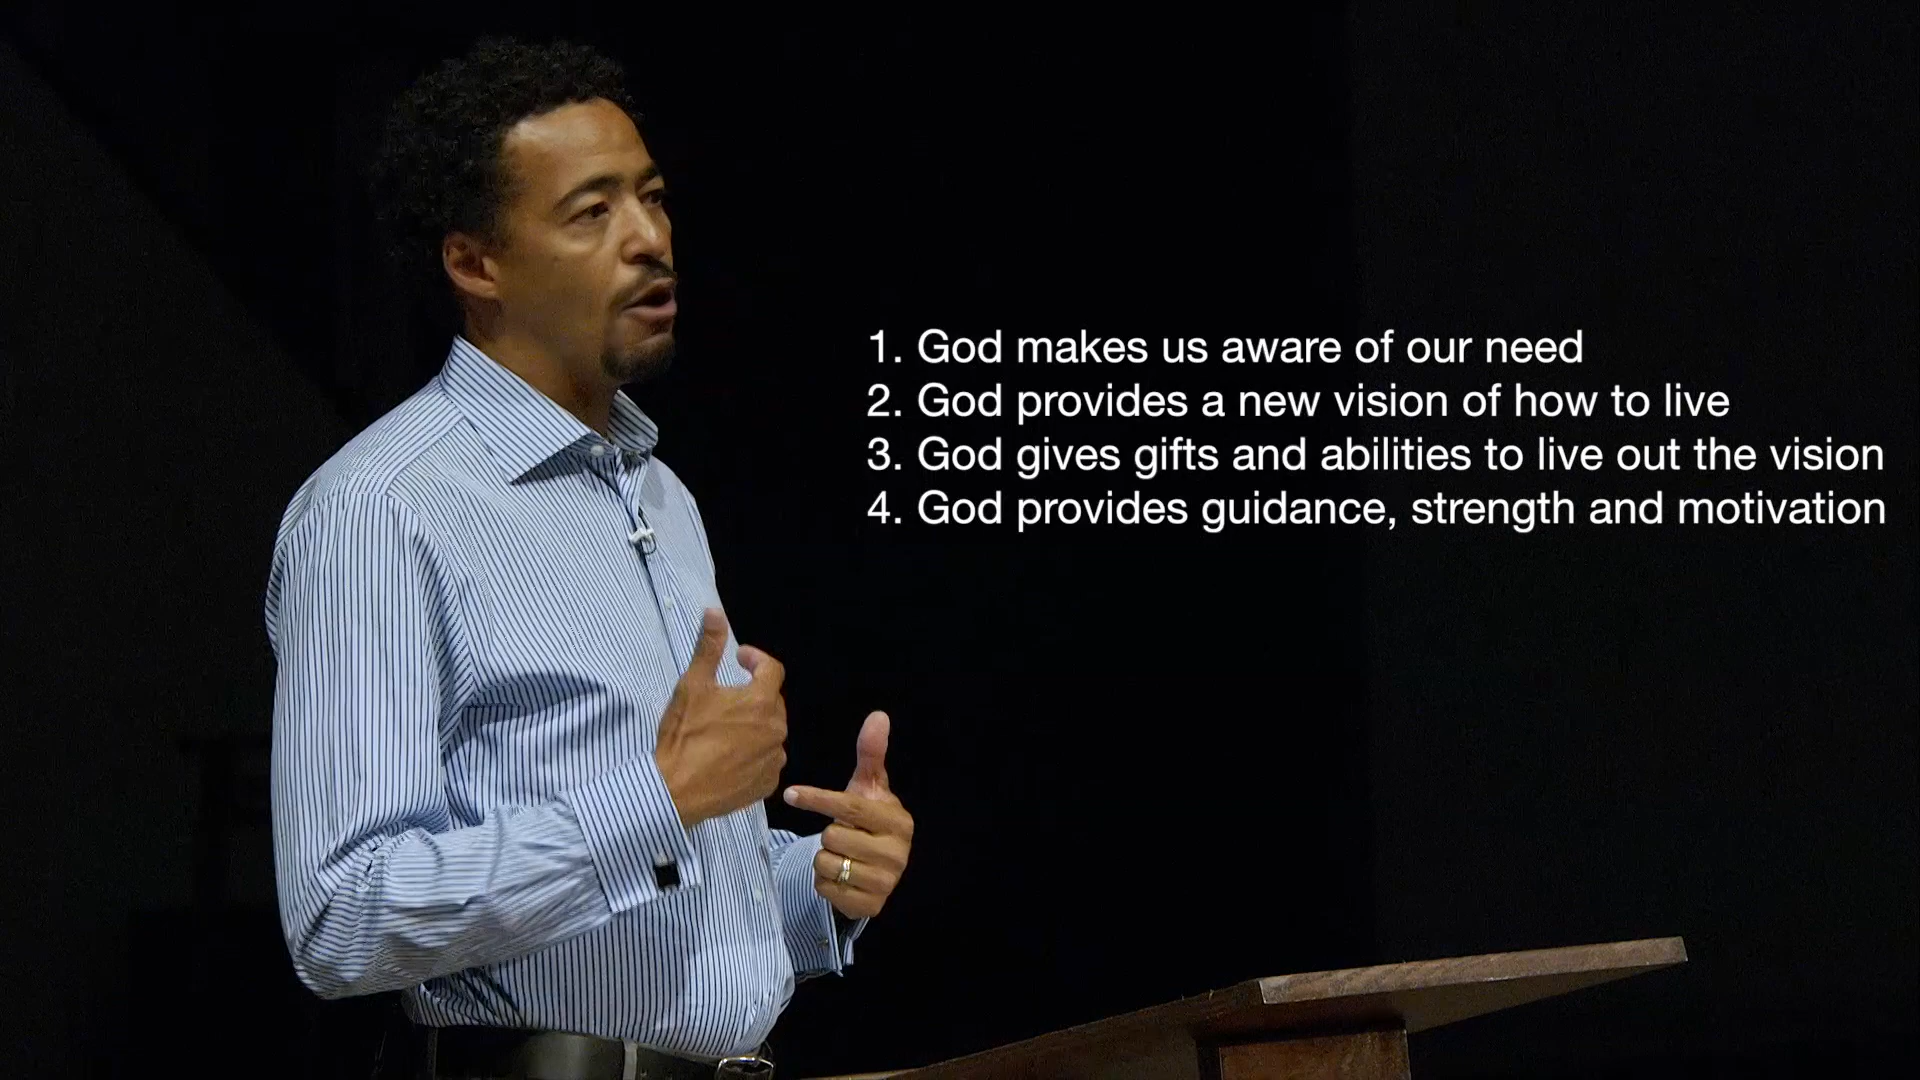 1. God makes us aware of our need
2. God provides a new vision of how to live
3. God gives gifts and abilities to live out the vision
4. God provides guidance, strength and motivation